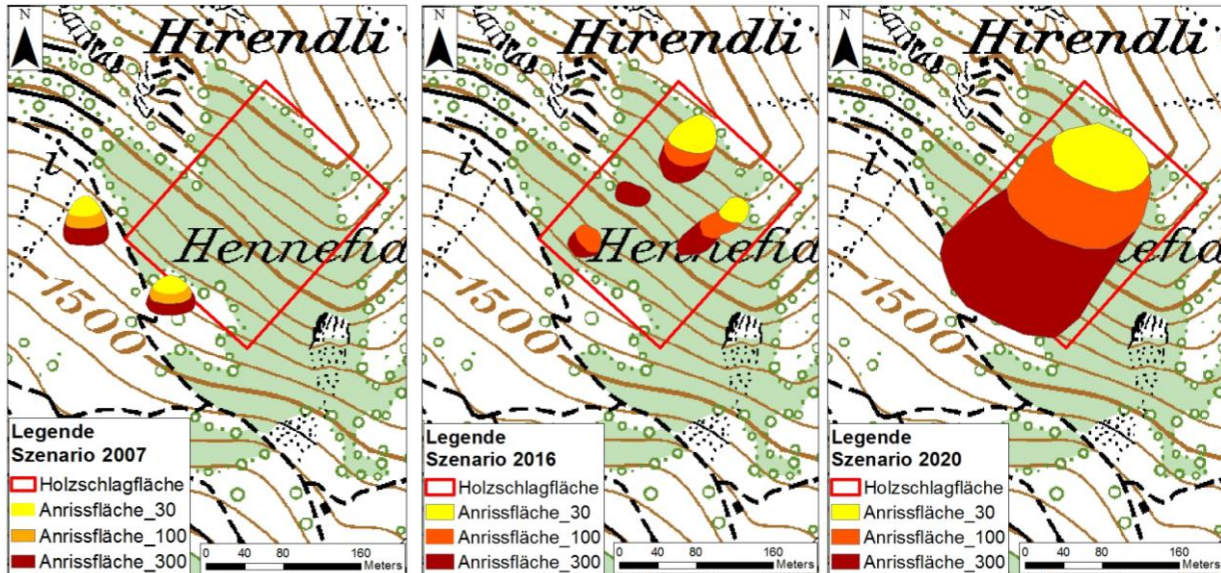 N
Hirendli
i
Hennefid
1500
Legende
Szenario 2007
Holzschlagfläche
Anrissfläche_30
Anrissfläche_100
Anrissfläche_300
0 40 80 160
Meters
N
Hirendli
i
Hennefid
1500
Legende
Szenario 2016
Holzschlagfläche
Anrissfläche_30
Anrissfläche_100
Anrissfläche_300
0 40 80 160
Meters
N
Hirendli
i
Hennefid
1500
Legende
Szenario 2020
Holzschlagfläche
Anrissfläche_30
Anrissfläche_100
Anrissfläche_300
0 40 80 160
Meters